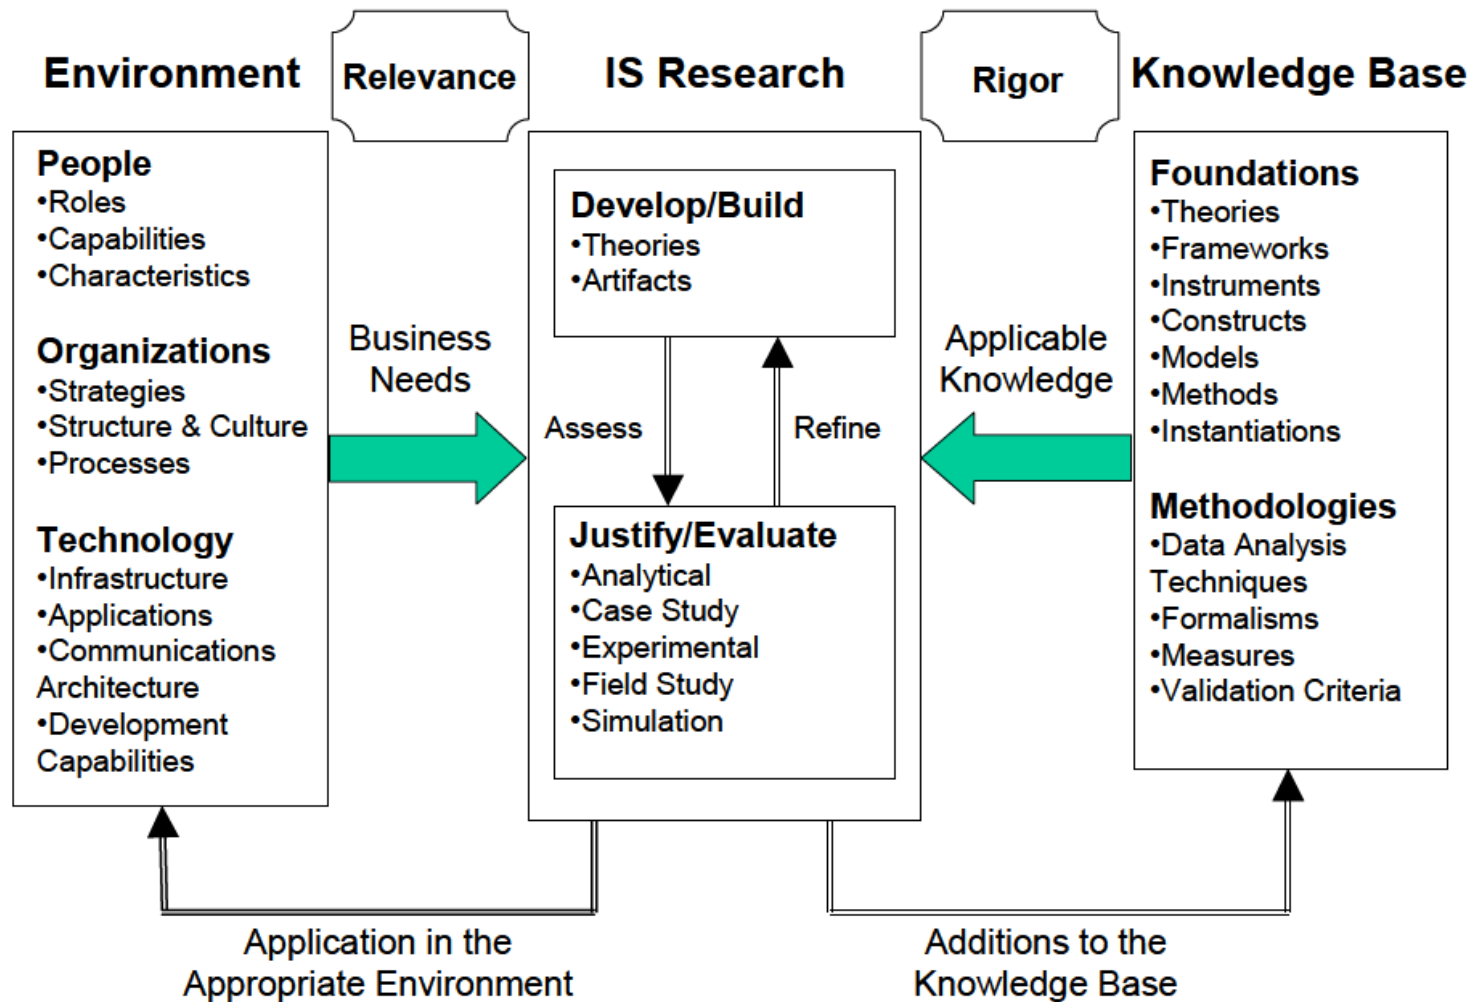 Environment
Relevance
IS Research
Rigor
Knowledge Base
People
•Roles
•Capabilities
•Characteristics
Organizations
•Strategies
•Structure & Culture
•Processes
Technology
•Infrastructure
•Applications
•Communications
Architecture
•Development
Capabilities
Business
Needs
Develop/Build
•Theories
•Artifacts
Assess
Refine
Justify/Evaluate
•Analytical
•Case Study
•Experimental
•Field Study
•Simulation
Applicable
Knowledge
Foundations
•Theories
•Frameworks
•Instruments
•Constructs
•Models
•Methods
•Instantiations
Methodologies
•Data Analysis
Techniques
•Formalisms
•Measures
•Validation Criteria
Application in the
Appropriate Environment
Additions to the
Knowledge Base